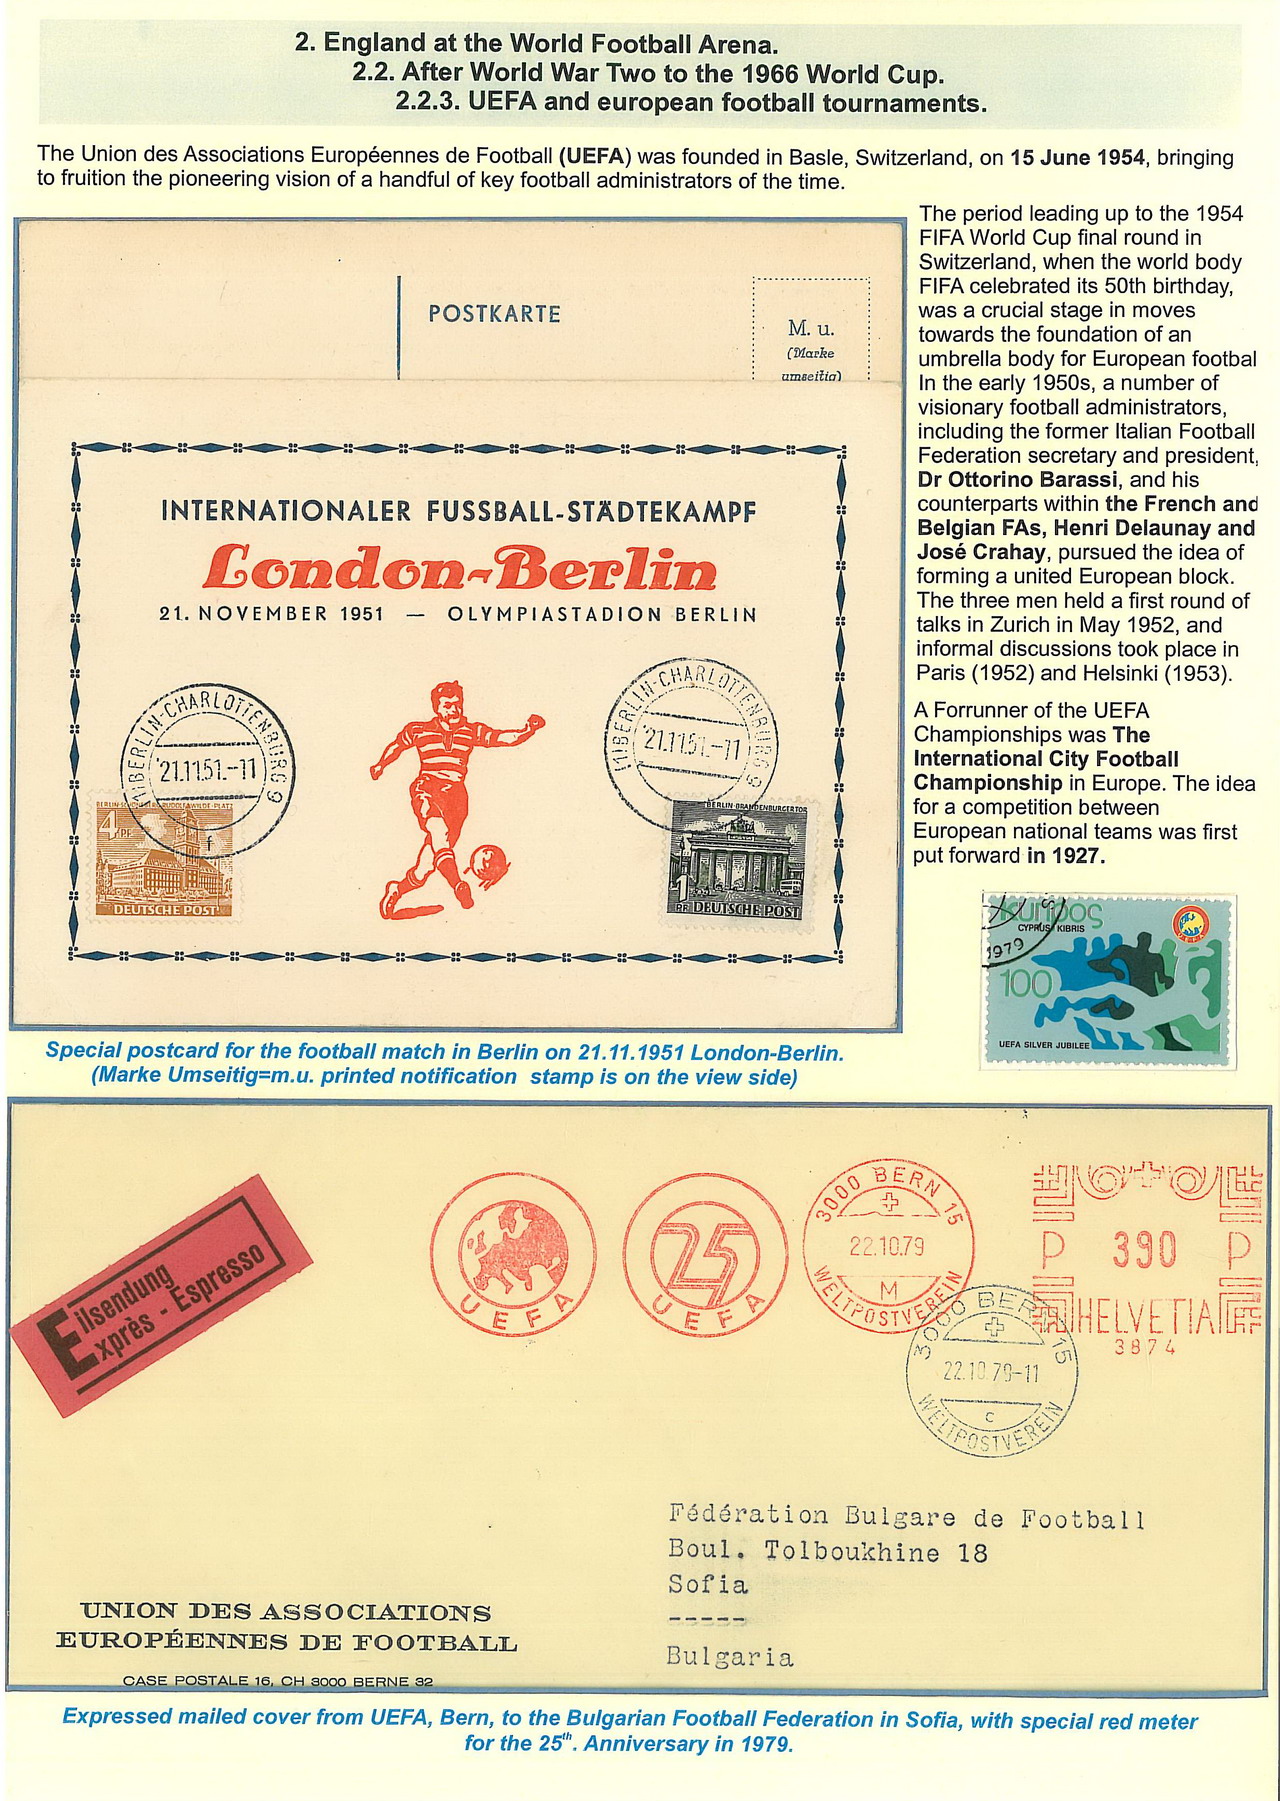 2. England at the World Football Arena.
2.2. After World War Two to the 1966 World Cup.
2.2.3. UEFA and european football tournaments.
The Union des Associations Européennes de Football (UEFA) was founded in Basle, Switzerland, on 15 June 1954, bringing
to fruition the pioneering vision of a handful of key football administrators of the time.
POSTKARTE
M. u.
(Marke
umseitig)
INTERNATIONALER FUSSBALL-STÄDTEKAMPF
London-Berlin
21. NOVEMBER 1951 — OLYMPIASTADION BERLIN
BERLIN-CHARLOTTENBURG 9
21.11.51.-11
f
BERLIN-CHARLOTTENBURG 9
21.11.51.-11
BERLIN-SCHÖNEBERG·RUDOLF-WILDE-PLATZ
4 PF
DEUTSCHE POST
BERLIN-BRANDENBURGERTOR
1 PF
DEUTSCHE POST
Special postcard for the football match in Berlin on 21.11.1951 London-Berlin.
(Marke Umseitig=m.u. printed notification stamp is on the view side)
The period leading up to the 1954
FIFA World Cup final round in
Switzerland, when the world body
FIFA celebrated its 50th birthday,
was a crucial stage in moves
towards the foundation of an
umbrella body for European footbal
In the early 1950s, a number of
visionary football administrators,
including the former Italian Football
Federation secretary and president,
Dr Ottorino Barassi, and his
counterparts within the French and
Belgian FAs, Henri Delaunay and
José Crahay, pursued the idea of
forming a united European block.
The three men held a first round of
talks in Zurich in May 1952, and
informal discussions took place in
Paris (1952) and Helsinki (1953).
A Forrunner of the UEFA
Championships was The
International City Football
Championship in Europe. The idea
for a competition between
European national teams was first
put forward in 1927.
κύπρος
CYPRUS KIBRIS
1979
100
UEFA SILVER JUBILEE
Eilsendung
Exprès - Espresso
UEFA
25
UEFA
3000 BERN 15
22.10.79
M
WELTPOSTVEREIN
P 390 P
HELVETIA
3874
3000 BERN 15
22.10.79-11
c
WELTPOSTVEREIN
Fédération Bulgare de Football
Boul. Tolboukhine 18
Sofia
-----
Bulgaria
UNION DES ASSOCIATIONS
EUROPÉENNES DE FOOTBALL
CASE POSTALE 16, CH 3000 BERNE 32
Expressed mailed cover from UEFA, Bern, to the Bulgarian Football Federation in Sofia, with special red meter
for the 25th. Anniversary in 1979.